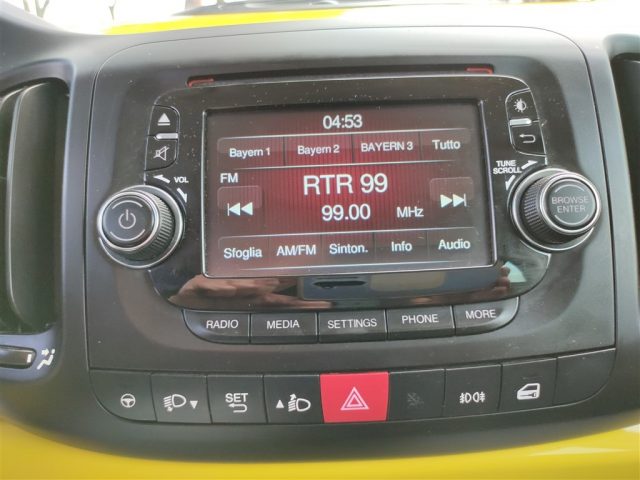 04:53
Bayern 1 Bayern 2 BAYERN 3 Tutto
FM
RTR 99
99.00 MHz
Sfoglia AM/FM Sinton. Info Audio
VOL
TUNE
SCROLL
BROWSE
ENTER
RADIO MEDIA SETTINGS PHONE MORE
SET